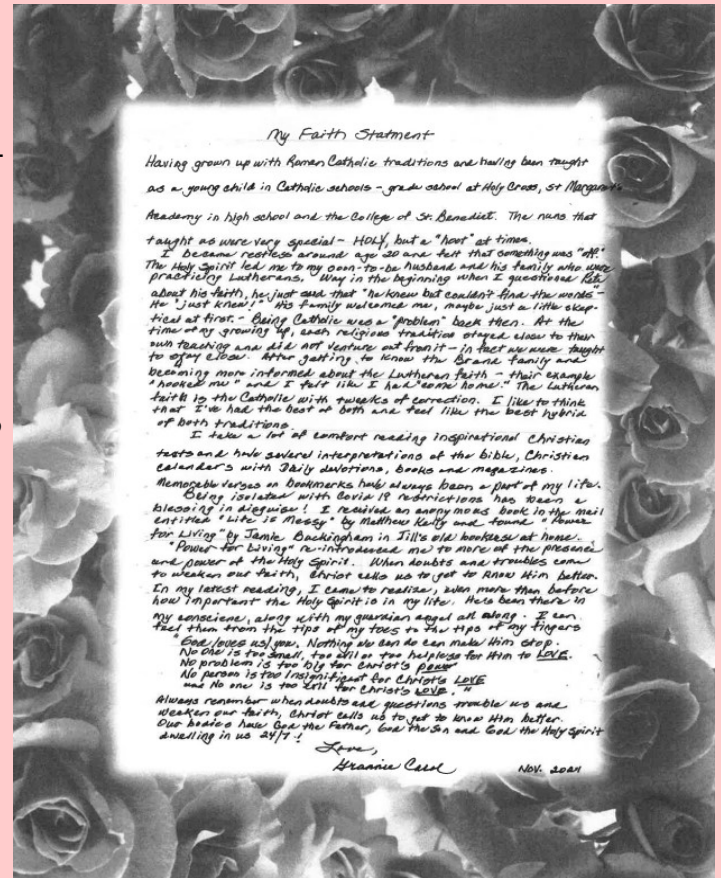 My Faith Statment
Having grown up with Roman Catholic traditions and having been taught
as a young child in Catholic schools - grade school at Holy Cross, St Margaret's
Academy in high school and the College of St. Benedict. The nuns that
taught us were very special - HOLY, but a "hoot" at times.
I became restless around age 20 and felt that something was "off."
The Holy Spirit led me to my soon-to-be husband and his family who were
practicing Lutherans. Way in the beginning when I questioned Pete
about his faith, he just said that "he knew but couldn't find the words" -
He "just knew!" His family welcomed me, maybe just a little skep-
tical at first. - Being Catholic was a "problem" back then. At the
time of my growing up, each religious tradition stayed close to their
own teaching and did not venture out from it - in fact we were taught
to stay close. After getting to know the Brand family and
becoming more informed about the Lutheran faith - their example
"hooked me" and I felt like I had "come home." The Lutheran
faith is the Catholic with tweaks of correction. I like to think
that I've had the best of both and feel like the best hybrid
of both traditions.
I take a lot of comfort reading inspirational Christian
texts and have several interpretations of the bible, Christian
calander's with Daily devotions, books and magazines.
Memorable verses on bookmarks have always been a part of my life.
Being isolated with Covid 19 restrictions has been a
blessing in disguise! I received an anonymous book in the mail
entitled "Life is Messy" by Matthew Kelly and found "Power
for Living" by Jamie Buckingham in Jill's old bookcase at home.
"Power for Living" re-introduced me to more of the presence
and power of the Holy Spirit. When doubts and troubles come
to weaken our faith, Christ calls us to get to know Him better.
In my latest reading, I came to realize, even more than before
how important the Holy Spirit is in my life. He's been there in
my consciene, along with my guardian angel all along. I can
feel them from the tips of my toes to the tips of my fingers
"God loves us/you. Nothing we can do can make Him stop.
No one is too small, too evil or too helpless for Him to LOVE.
No problem is too big for Christ's power
No person is too insignificant for Christ's LOVE
No one is too evil for Christ's LOVE."
Always remember when doubts and questions trouble us and
weaken our faith, Christ calls us to get to know Him better.
Our bodies have God the Father, God the Son and God the Holy Spirit
dwelling in us 24/7!
Love,
Grannie Carol
NOV. 2021